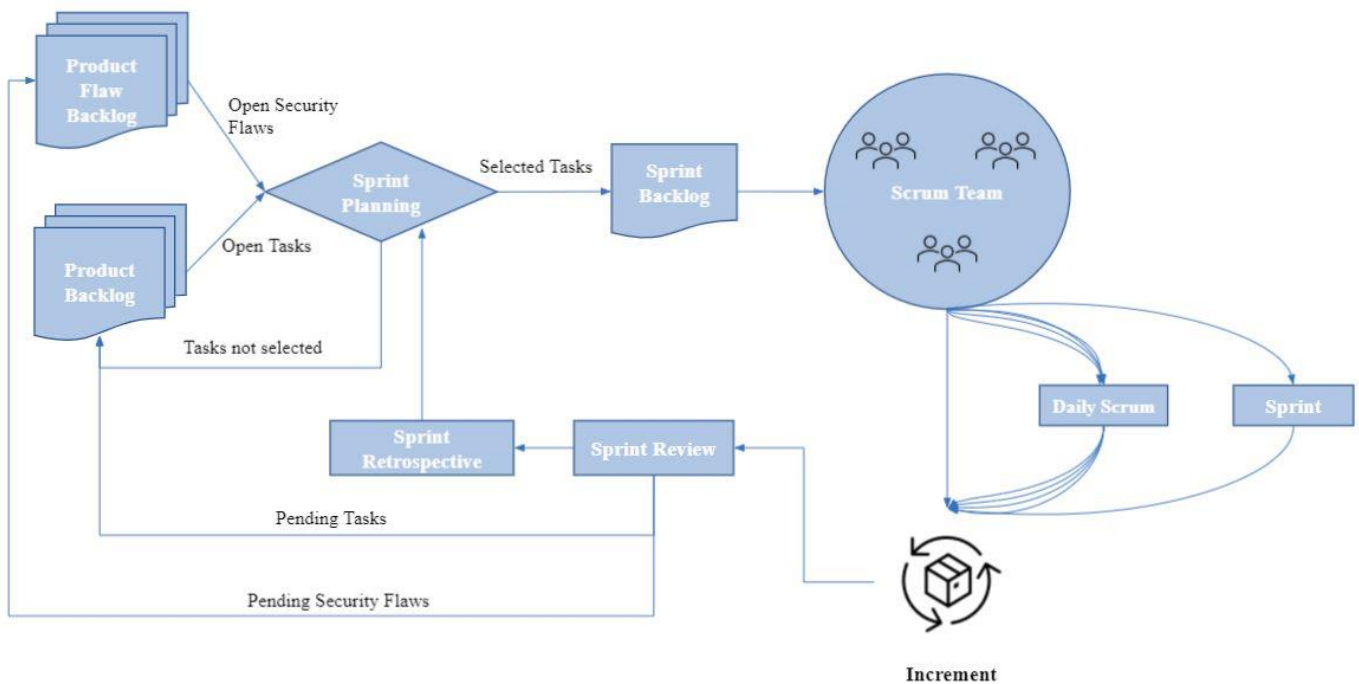 Product
Flaw
Backlog
Open Security
Flaws
Sprint
Planning
Selected Tasks
Sprint
Backlog
Scrum Team
Open Tasks
Product
Backlog
Tasks not selected
Daily Scrum
Sprint
Sprint
Retrospective
Sprint Review
Pending Tasks
Pending Security Flaws
Increment